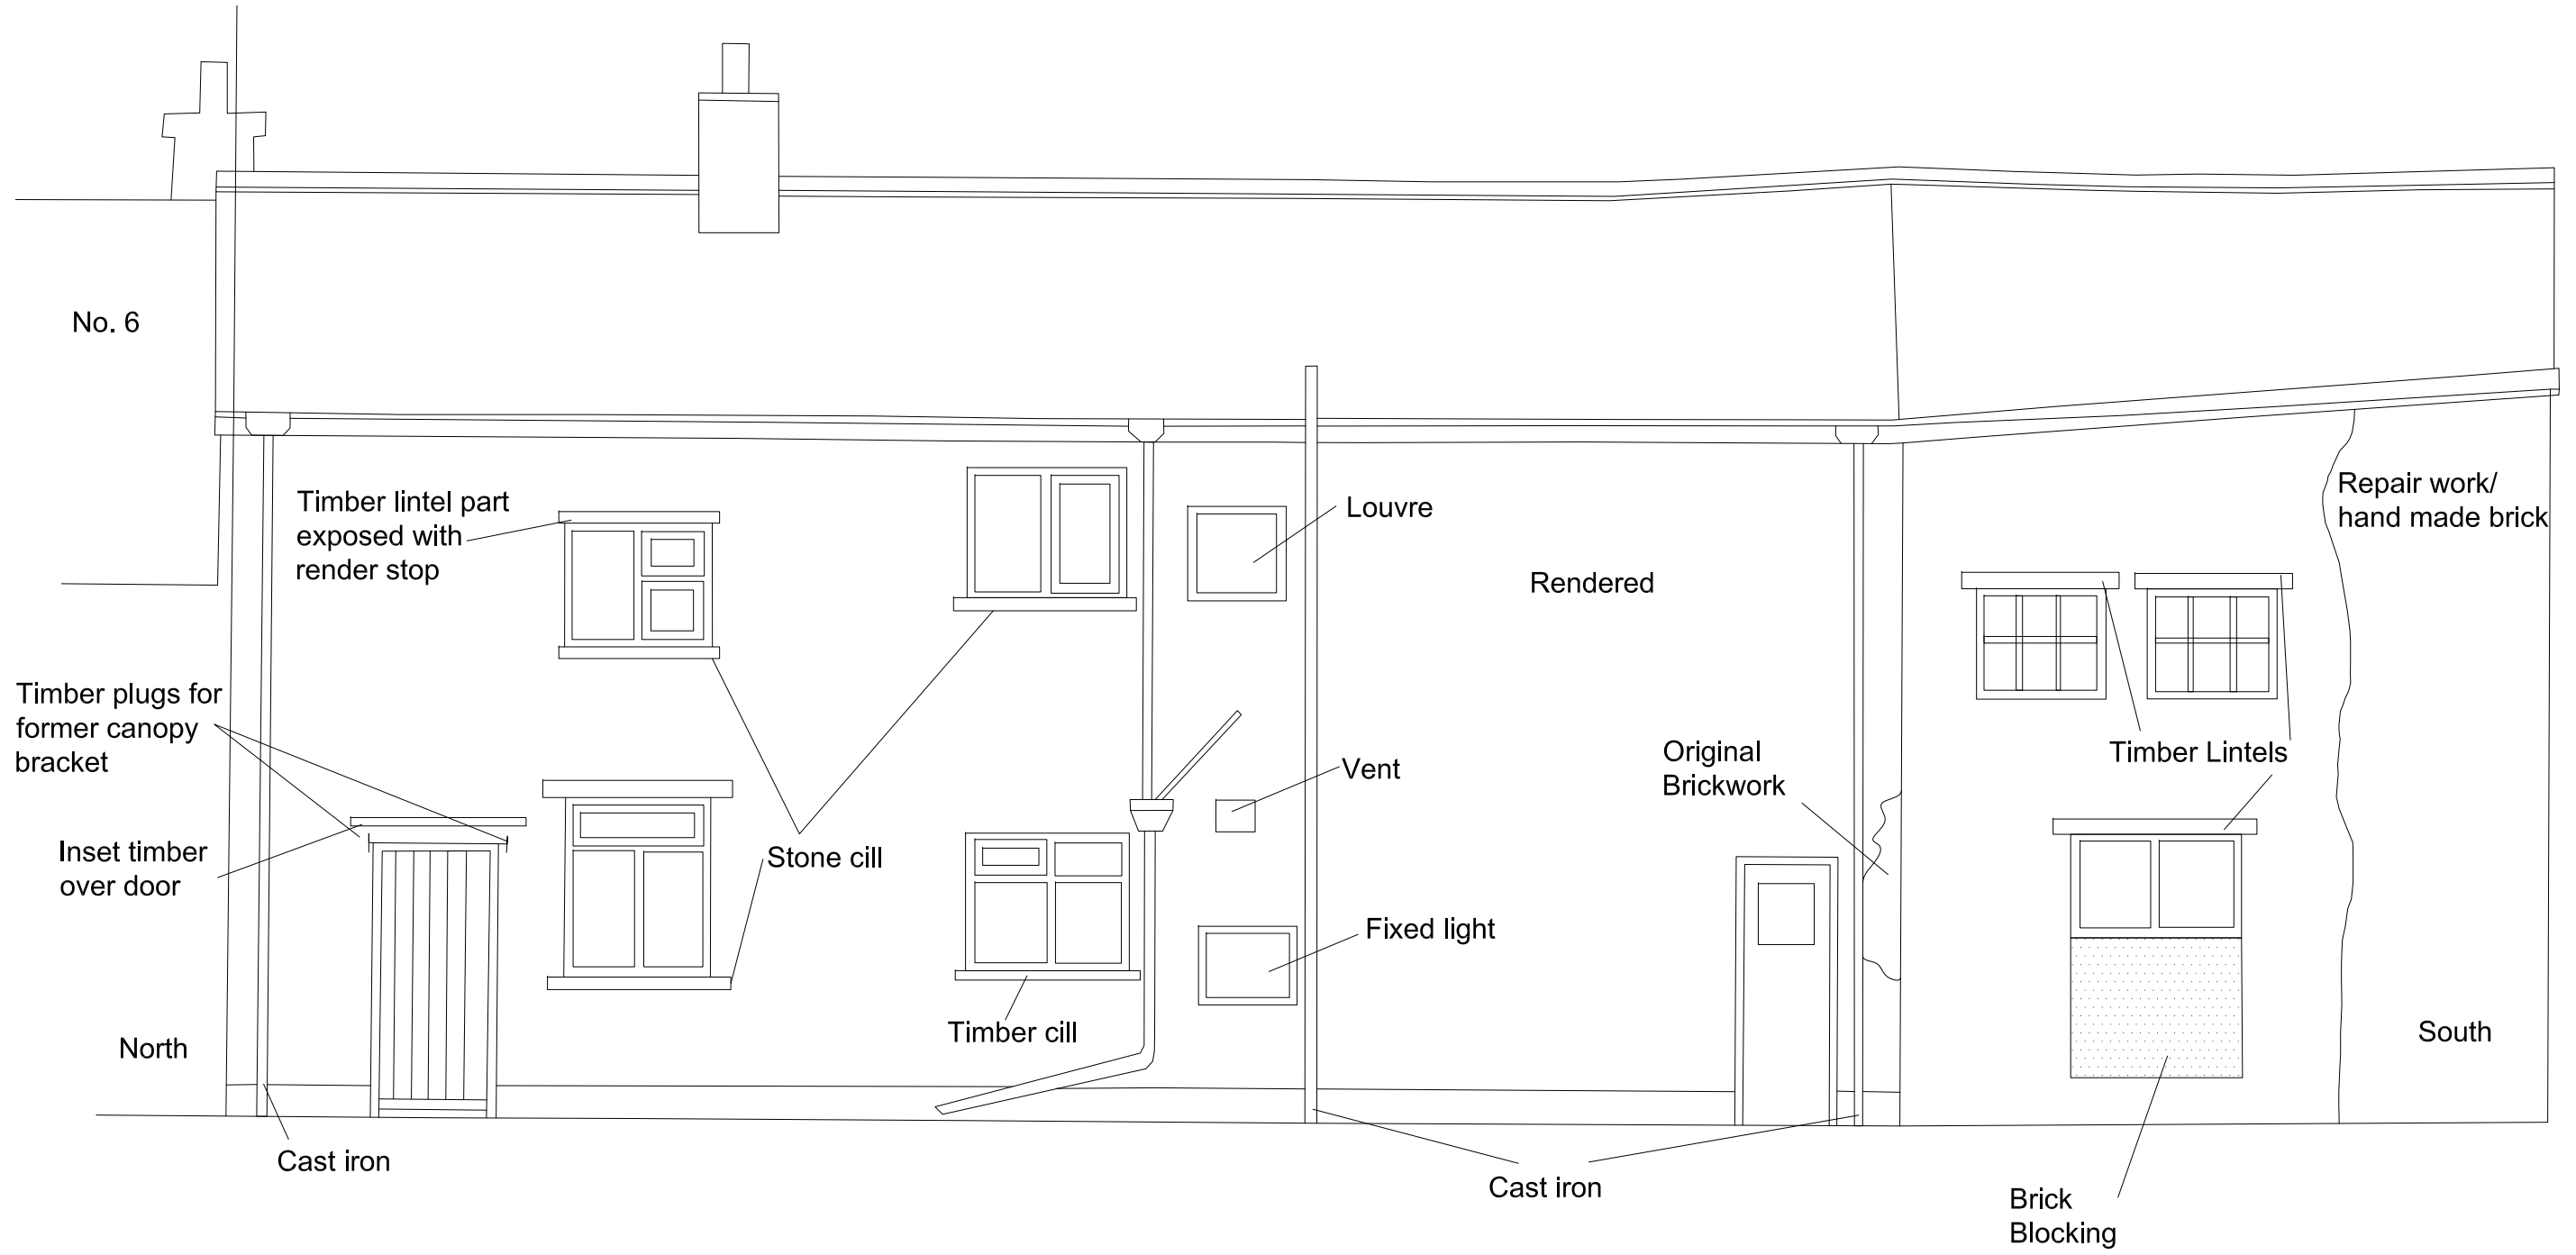 No. 6
Timber lintel part
exposed with
render stop
Louvre
Repair work/
hand made brick
Rendered
Timber plugs for
former canopy
bracket
Original
Brickwork
Timber Lintels
Vent
Inset timber
over door
Stone cill
Fixed light
Timber cill
North
South
Cast iron
Cast iron
Brick
Blocking